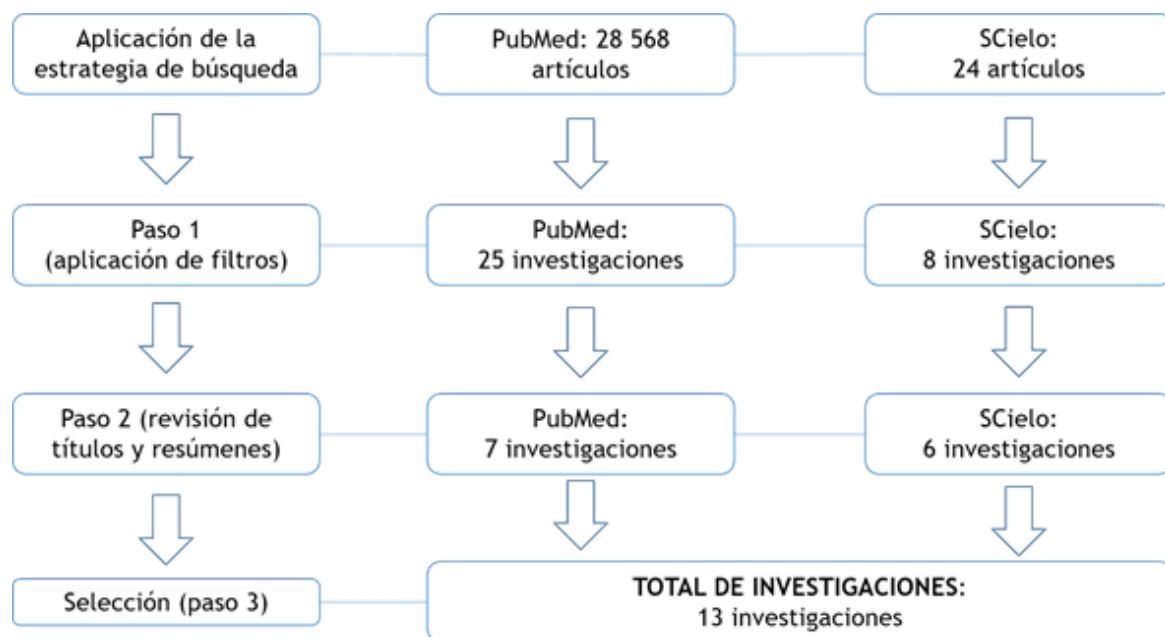 Aplicación de la
estrategia de búsqueda
PubMed: 28 568
artículos
SCielo:
24 artículos
Paso 1
(aplicación de filtros)
PubMed:
25 investigaciones
SCielo:
8 investigaciones
Paso 2 (revisión de
títulos y resúmenes)
PubMed:
7 investigaciones
SCielo:
6 investigaciones
Selección (paso 3)
TOTAL DE INVESTIGACIONES:
13 investigaciones